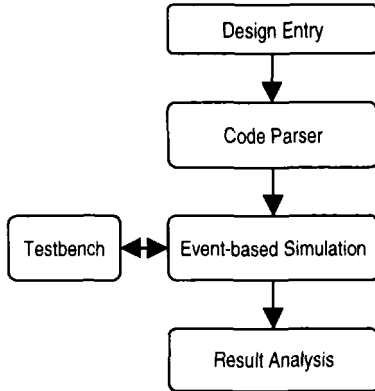 Design Entry
Code Parser
Testbench
Event-based Simulation
Result Analysis